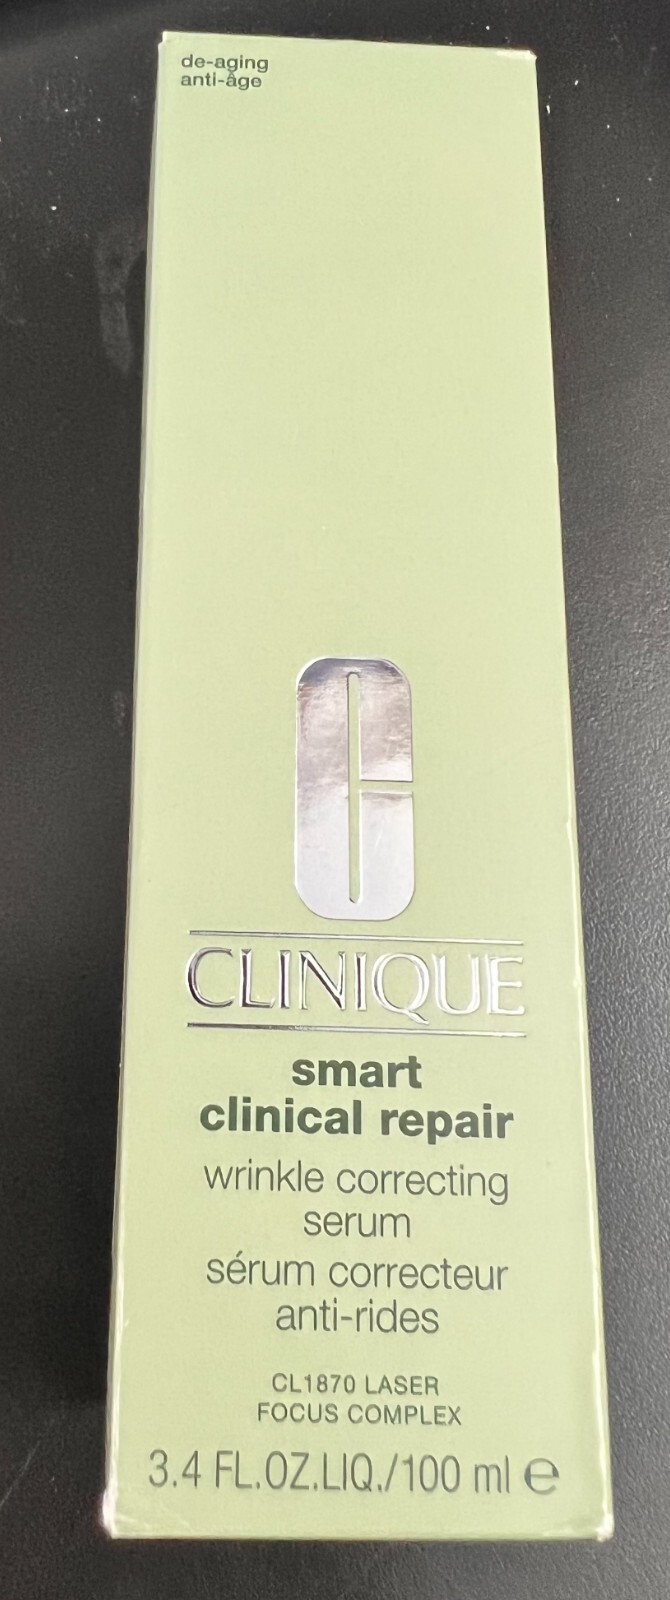 de-aging
anti-âge
CLINIQUE
smart
clinical repair
wrinkle correcting
serum
sérum correcteur
anti-rides
CL1870 LASER
FOCUS COMPLEX
3.4 FL.OZ.LIQ./100 ml ℮